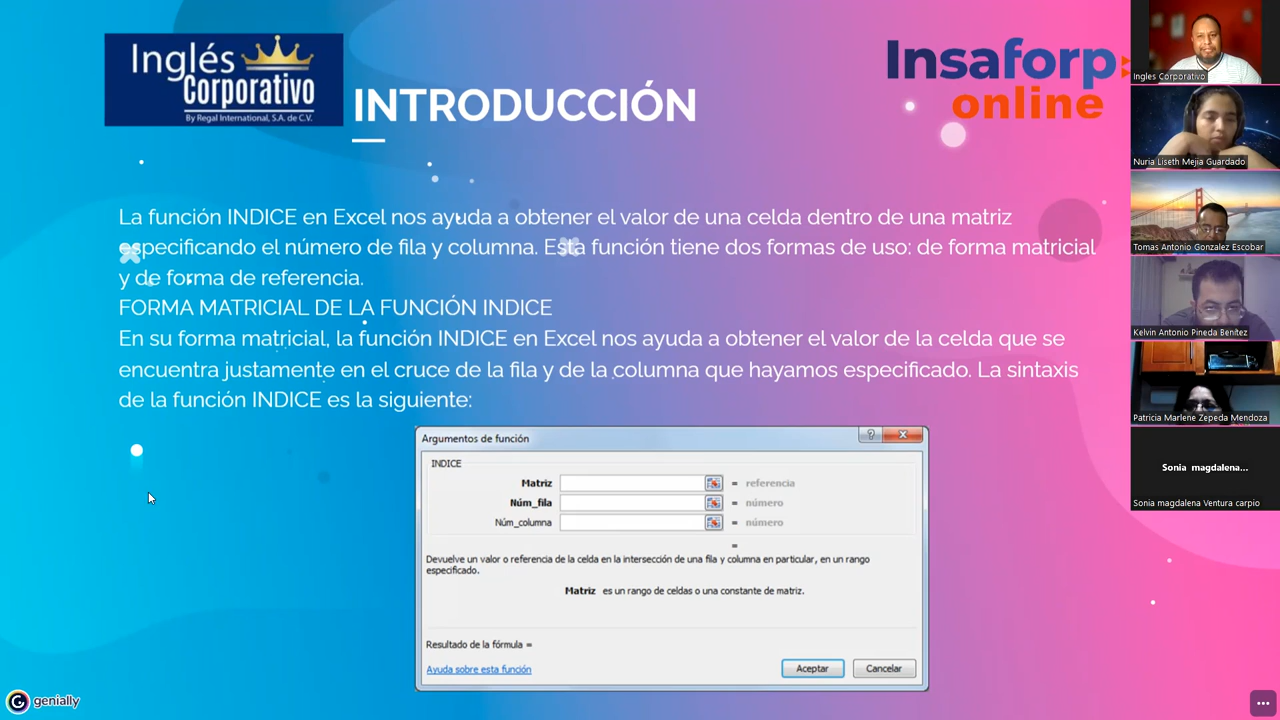 Inglés
Corporativo
By Regal International, S.A. de C.V.
INTRODUCCIÓN
Insaforp
online
La función INDICE en Excel nos ayuda a obtener el valor de una celda dentro de una matriz
especificando el número de fila y columna. Esta función tiene dos formas de uso: de forma matricial
y de forma de referencia.
FORMA MATRICIAL DE LA FUNCIÓN INDICE
En su forma matricial, la función INDICE en Excel nos ayuda a obtener el valor de la celda que se
encuentra justamente en el cruce de la fila y de la columna que hayamos especificado. La sintaxis
de la función INDICE es la siguiente:
Argumentos de función
?
INDICE
Matriz = referencia
Núm_fila = número
Núm_columna = número
=
Devuelve un valor o referencia de la celda en la intersección de una fila y columna en particular, en un rango
especificado.
Matriz es un rango de celdas o una constante de matriz.
Resultado de la fórmula =
Ayuda sobre esta función
Aceptar
Cancelar
genially
Ingles Corporativo
Nuria Liseth Mejia Guardado
Tomas Antonio Gonzalez Escobar
Kelvin Antonio Pineda Benítez
Patricia Marlene Zepeda Mendoza
Sonia magdalena...
Sonia magdalena Ventura carpio